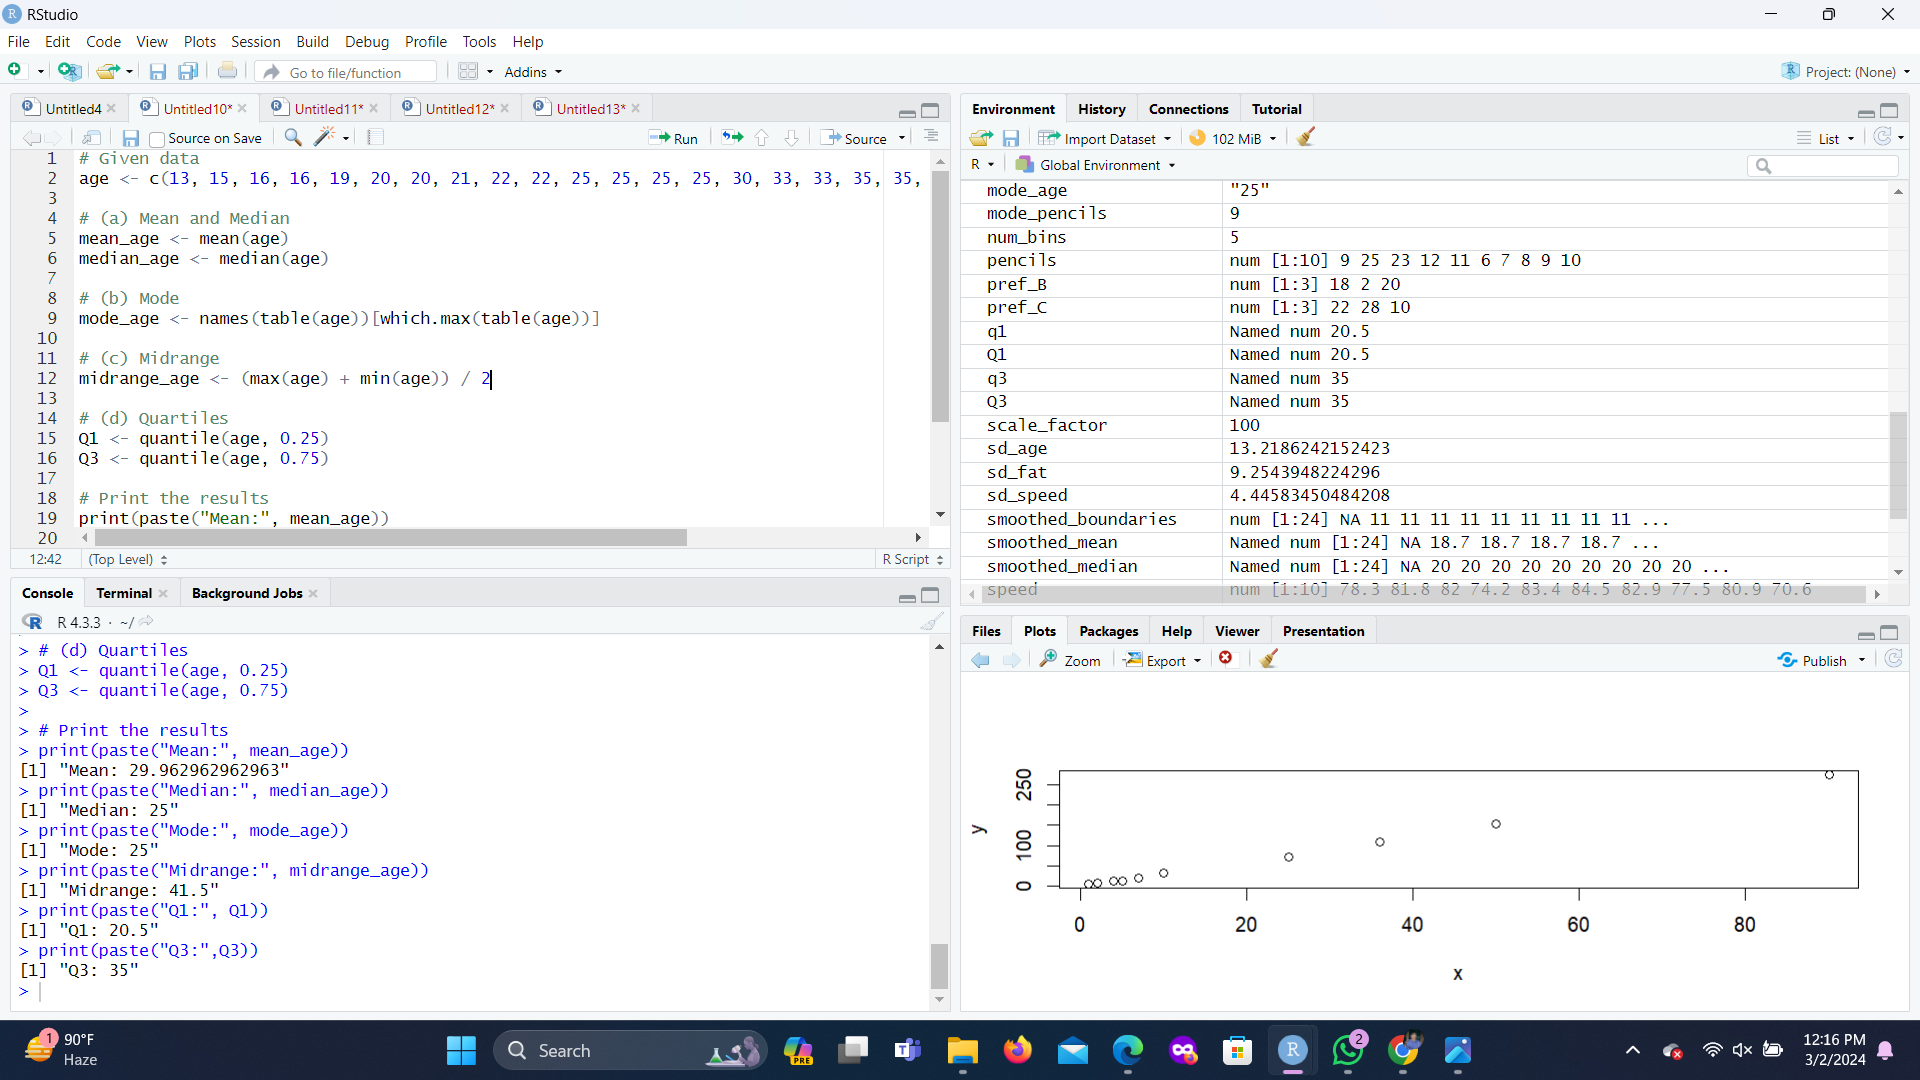 RStudio
File Edit Code View Plots Session Build Debug Profile Tools Help
Go to file/function Addins Project: (None)
Untitled4 Untitled10* Untitled11* Untitled12* Untitled13*
Source on Save Run Source
1 # Given data
2 age <- c(13, 15, 16, 16, 19, 20, 20, 21, 22, 22, 25, 25, 25, 25, 30, 33, 33, 35, 35,
3
4 # (a) Mean and Median
5 mean_age <- mean(age)
6 median_age <- median(age)
7
8 # (b) Mode
9 mode_age <- names(table(age))[which.max(table(age))]
10
11 # (c) Midrange
12 midrange_age <- (max(age) + min(age)) / 2
13
14 # (d) Quartiles
15 Q1 <- quantile(age, 0.25)
16 Q3 <- quantile(age, 0.75)
17
18 # Print the results
19 print(paste("Mean:", mean_age))
20
12:42 (Top Level) R Script
Console Terminal Background Jobs
R 4.3.3 · ~/
> # (d) Quartiles
> Q1 <- quantile(age, 0.25)
> Q3 <- quantile(age, 0.75)
>
> # Print the results
> print(paste("Mean:", mean_age))
[1] "Mean: 29.962962962963"
> print(paste("Median:", median_age))
[1] "Median: 25"
> print(paste("Mode:", mode_age))
[1] "Mode: 25"
> print(paste("Midrange:", midrange_age))
[1] "Midrange: 41.5"
> print(paste("Q1:", Q1))
[1] "Q1: 20.5"
> print(paste("Q3:",Q3))
[1] "Q3: 35"
>
Environment History Connections Tutorial
Import Dataset 102 MiB List
R Global Environment
mode_age "25"
mode_pencils 9
num_bins 5
pencils num [1:10] 9 25 23 12 11 6 7 8 9 10
pref_B num [1:3] 18 2 20
pref_C num [1:3] 22 28 10
q1 Named num 20.5
Q1 Named num 20.5
q3 Named num 35
Q3 Named num 35
scale_factor 100
sd_age 13.2186242152423
sd_fat 9.2543948224296
sd_speed 4.44583450484208
smoothed_boundaries num [1:24] NA 11 11 11 11 11 11 11 11 11 ...
smoothed_mean Named num [1:24] NA 18.7 18.7 18.7 18.7 ...
smoothed_median Named num [1:24] NA 20 20 20 20 20 20 20 20 20 ...
speed num [1:10] 78.3 81.8 82 74.2 83.4 84.5 82.9 77.5 80.9 70.6
Files Plots Packages Help Viewer Presentation
Zoom Export Publish
250
100
0
y
0 20 40 60 80
x
1 90°F
Haze
Search
PRE
2
12:16 PM
3/2/2024